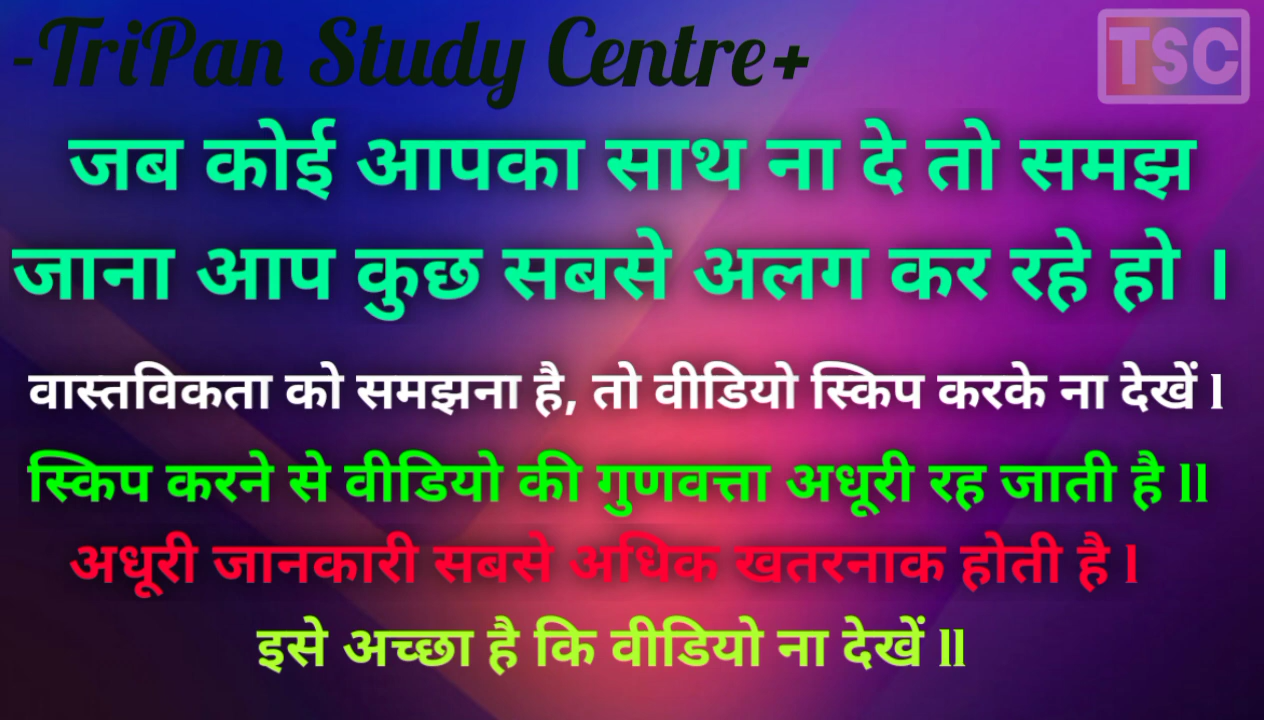 -TriPan Study Centre+
TSC
जब कोई आपका साथ ना दे तो समझ
जाना आप कुछ सबसे अलग कर रहे हो ।
वास्तविकता को समझना है, तो वीडियो स्किप करके ना देखें l
स्किप करने से वीडियो की गुणवत्ता अधूरी रह जाती है ll
अधूरी जानकारी सबसे अधिक खतरनाक होती है l
इसे अच्छा है कि वीडियो ना देखें ll